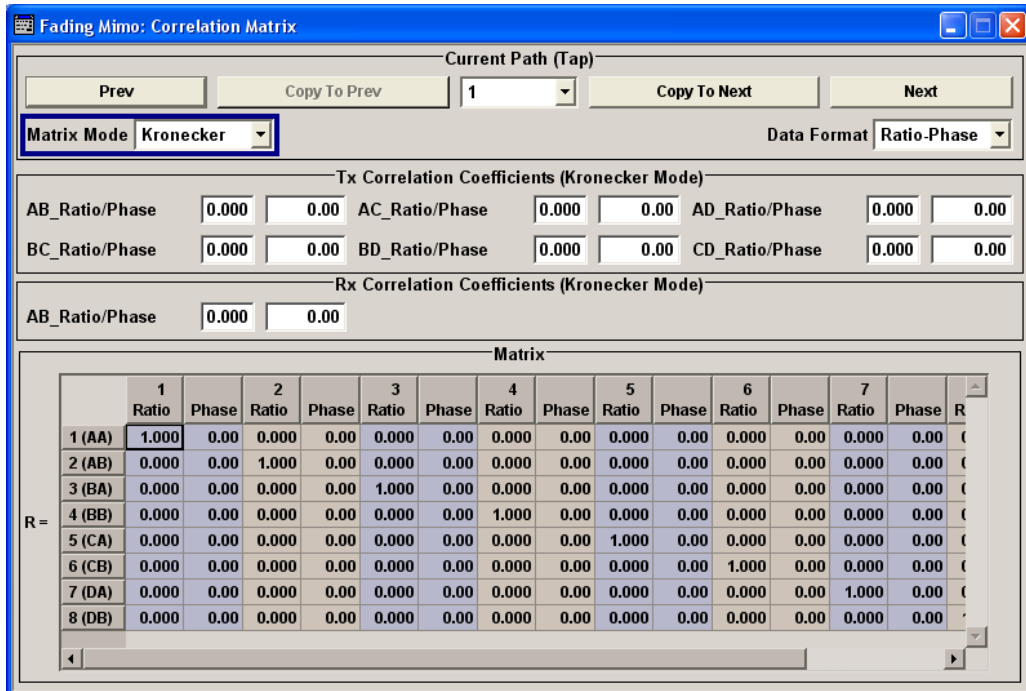 Fading Mimo: Correlation Matrix
Current Path (Tap)
Prev Copy To Prev 1 Copy To Next Next
Matrix Mode Kronecker Data Format Ratio-Phase
Tx Correlation Coefficients (Kronecker Mode)
AB_Ratio/Phase 0.000 0.00 AC_Ratio/Phase 0.000 0.00 AD_Ratio/Phase 0.000 0.00
BC_Ratio/Phase 0.000 0.00 BD_Ratio/Phase 0.000 0.00 CD_Ratio/Phase 0.000 0.00
Rx Correlation Coefficients (Kronecker Mode)
AB_Ratio/Phase 0.000 0.00
Matrix
1 2 3 4 5 6 7
Ratio Phase Ratio Phase Ratio Phase Ratio Phase Ratio Phase Ratio Phase Ratio Phase R
1 (AA) 1.000 0.00 0.000 0.00 0.000 0.00 0.000 0.00 0.000 0.00 0.000 0.00 0.000 0.00
2 (AB) 0.000 0.00 1.000 0.00 0.000 0.00 0.000 0.00 0.000 0.00 0.000 0.00 0.000 0.00
3 (BA) 0.000 0.00 0.000 0.00 1.000 0.00 0.000 0.00 0.000 0.00 0.000 0.00 0.000 0.00
R = 4 (BB) 0.000 0.00 0.000 0.00 0.000 0.00 1.000 0.00 0.000 0.00 0.000 0.00 0.000 0.00
5 (CA) 0.000 0.00 0.000 0.00 0.000 0.00 0.000 0.00 1.000 0.00 0.000 0.00 0.000 0.00
6 (CB) 0.000 0.00 0.000 0.00 0.000 0.00 0.000 0.00 0.000 0.00 1.000 0.00 0.000 0.00
7 (DA) 0.000 0.00 0.000 0.00 0.000 0.00 0.000 0.00 0.000 0.00 0.000 0.00 1.000 0.00
8 (DB) 0.000 0.00 0.000 0.00 0.000 0.00 0.000 0.00 0.000 0.00 0.000 0.00 0.000 0.00